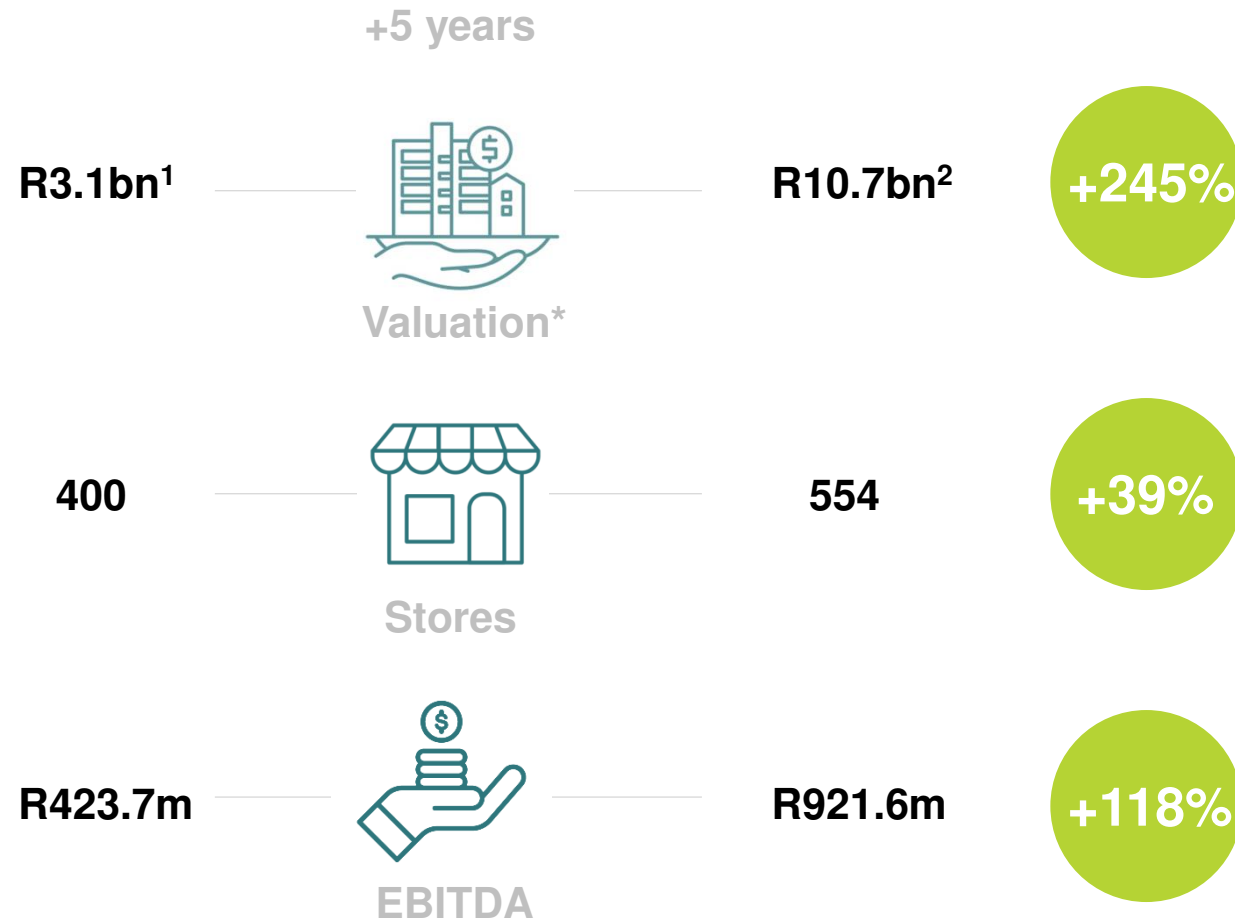 +5 years
R3.1bn¹
R10.7bn²
+245%
$
Valuation*
400
554
+39%
Stores
$
R423.7m
R921.6m
+118%
EBITDA